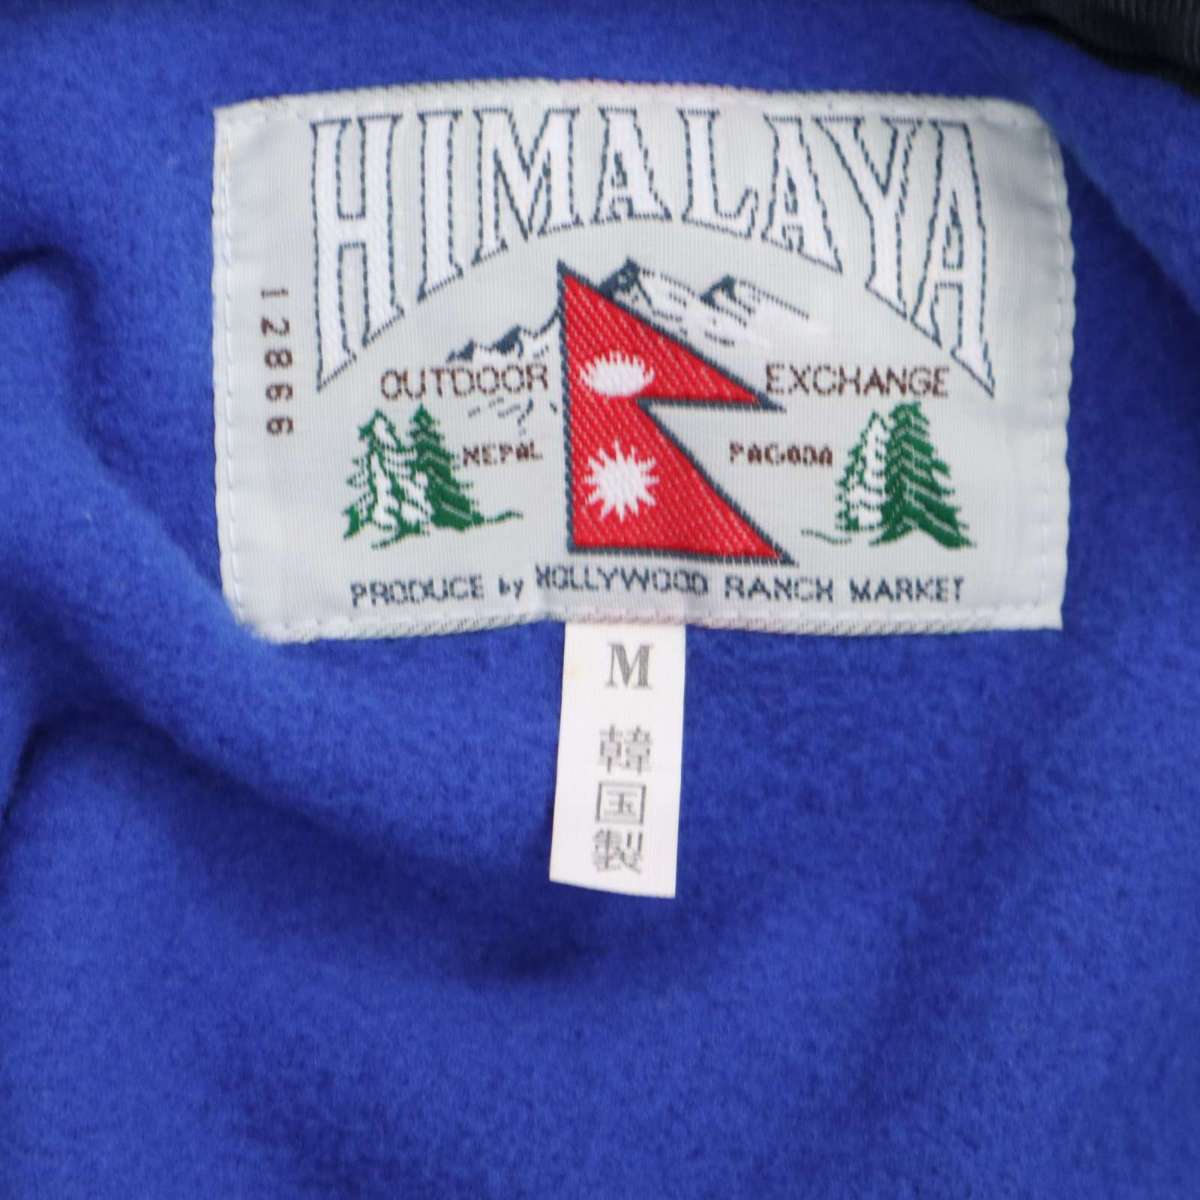 HIMALAYA
12866
OUTDOOR EXCHANGE
NEPAL PAGODA
PRODUCE by HOLLYWOOD RANCH MARKET
M
韓
国
製